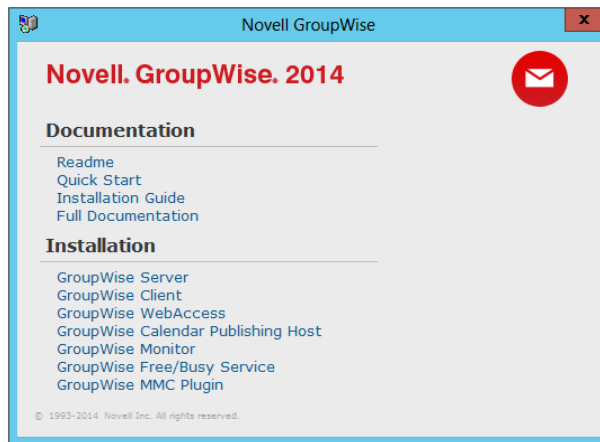 Novell GroupWise
x
Novell. GroupWise. 2014
Documentation
Readme
Quick Start
Installation Guide
Full Documentation
Installation
GroupWise Server
GroupWise Client
GroupWise WebAccess
GroupWise Calendar Publishing Host
GroupWise Monitor
GroupWise Free/Busy Service
GroupWise MMC Plugin
© 1993-2014 Novell Inc. All rights reserved.